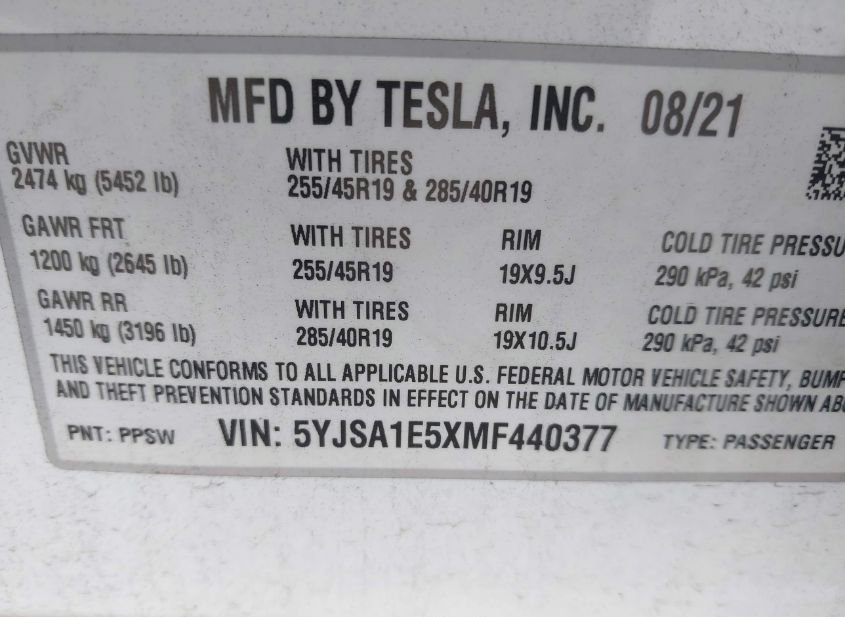 MFD BY TESLA, INC. 08/21
GVWR
2474 kg (5452 lb)
WITH TIRES
255/45R19 & 285/40R19
GAWR FRT
1200 kg (2645 lb)
WITH TIRES
255/45R19
RIM
19X9.5J
COLD TIRE PRESSU
290 kPa, 42 psi
GAWR RR
1450 kg (3196 lb)
WITH TIRES
285/40R19
RIM
19X10.5J
COLD TIRE PRESSURE
290 kPa, 42 psi
THIS VEHICLE CONFORMS TO ALL APPLICABLE U.S. FEDERAL MOTOR VEHICLE SAFETY, BUMP
AND THEFT PREVENTION STANDARDS IN EFFECT ON THE DATE OF MANUFACTURE SHOWN ABO
PNT: PPSW VIN: 5YJSA1E5XMF440377 TYPE: PASSENGER